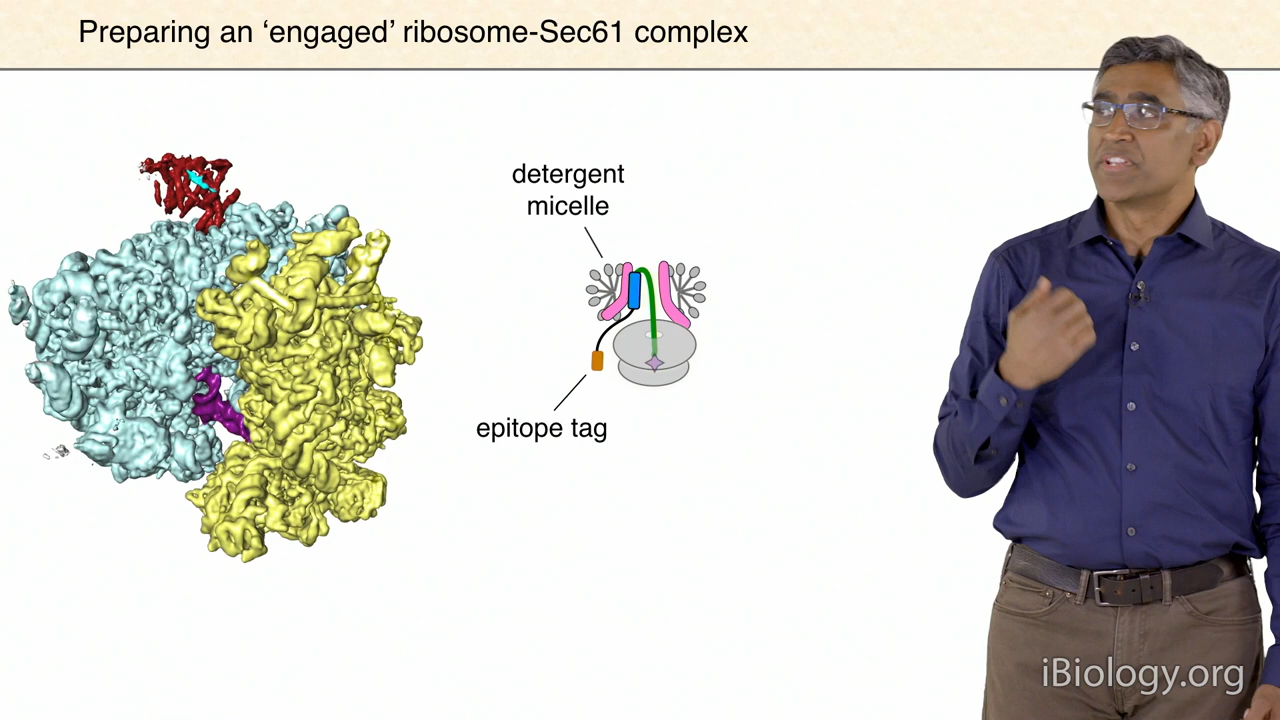 Preparing an ‘engaged’ ribosome-Sec61 complex
detergent
micelle
epitope tag
iBiology.org